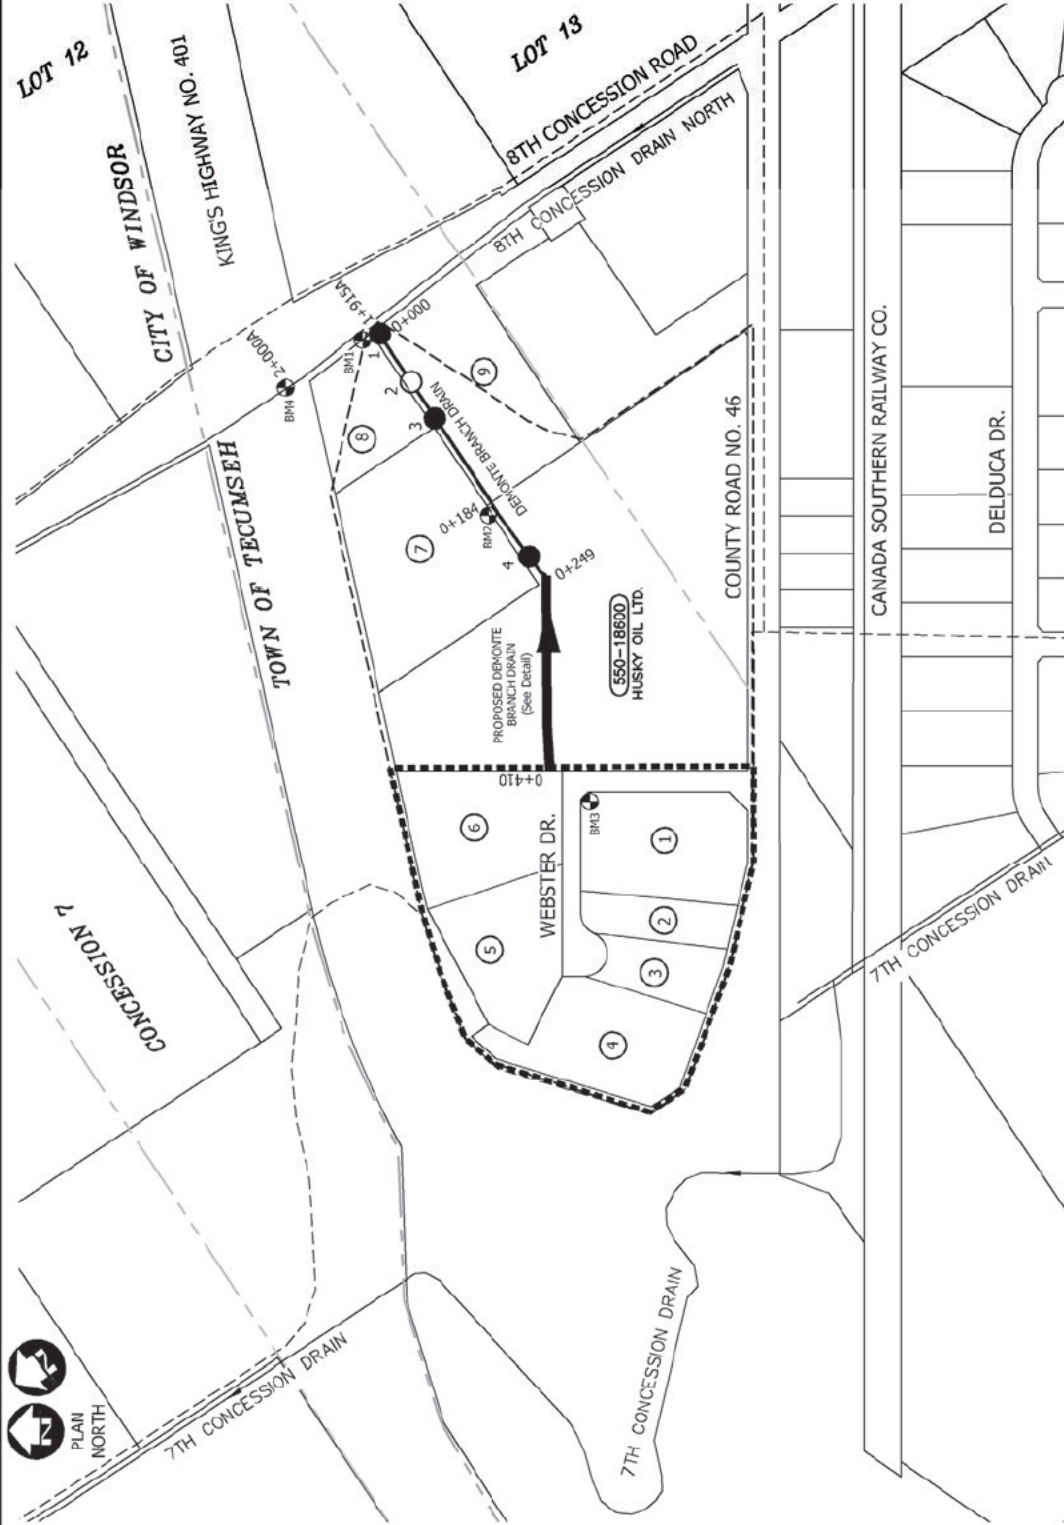 LOT 12
LOT 13
CITY OF WINDSOR
KING'S HIGHWAY NO. 401
8TH CONCESSION ROAD
8TH CONCESSION DRAIN NORTH
2+000A
BM4
1+915A
BM1
1
0+000
2
3
DEMONTE BRANCH DRAIN
8
9
7
0+184
BM2
4
0+249
TOWN OF TECUMSEH
PROPOSED DEMONTE
BRANCH DRAIN
(See Detail)
550-18600
HUSKY OIL LTD.
COUNTY ROAD NO. 46
CANADA SOUTHERN RAILWAY CO.
DELDUCA DR.
0+410
WEBSTER DR.
BM3
6
5
1
2
3
4
CONCESSION 7
7TH CONCESSION DRAIN
7TH CONCESSION DRAIN
7TH CONCESSION DRAIN
N
N
PLAN
NORTH